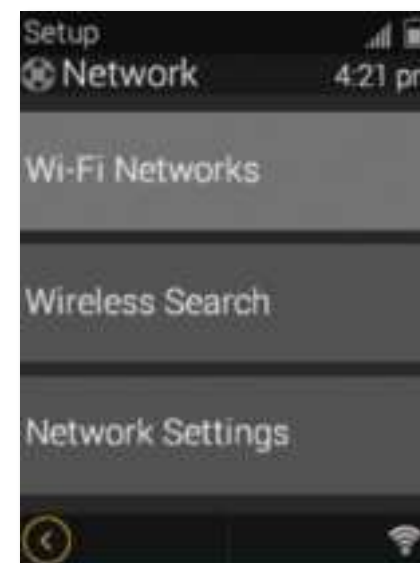 Setup
Network 4:21 pm
Wi-Fi Networks
Wireless Search
Network Settings